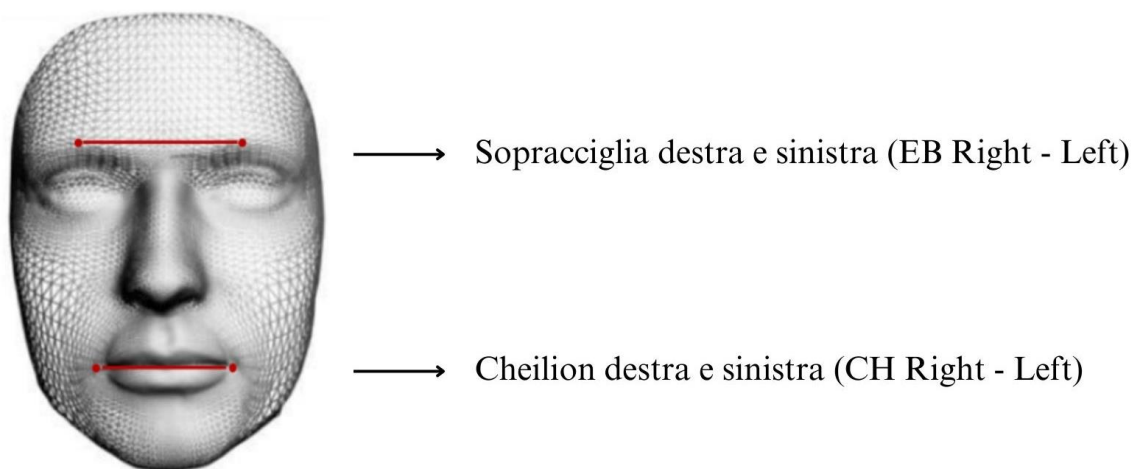 Sopracciglia destra e sinistra (EB Right - Left)
Cheilion destra e sinistra (CH Right - Left)